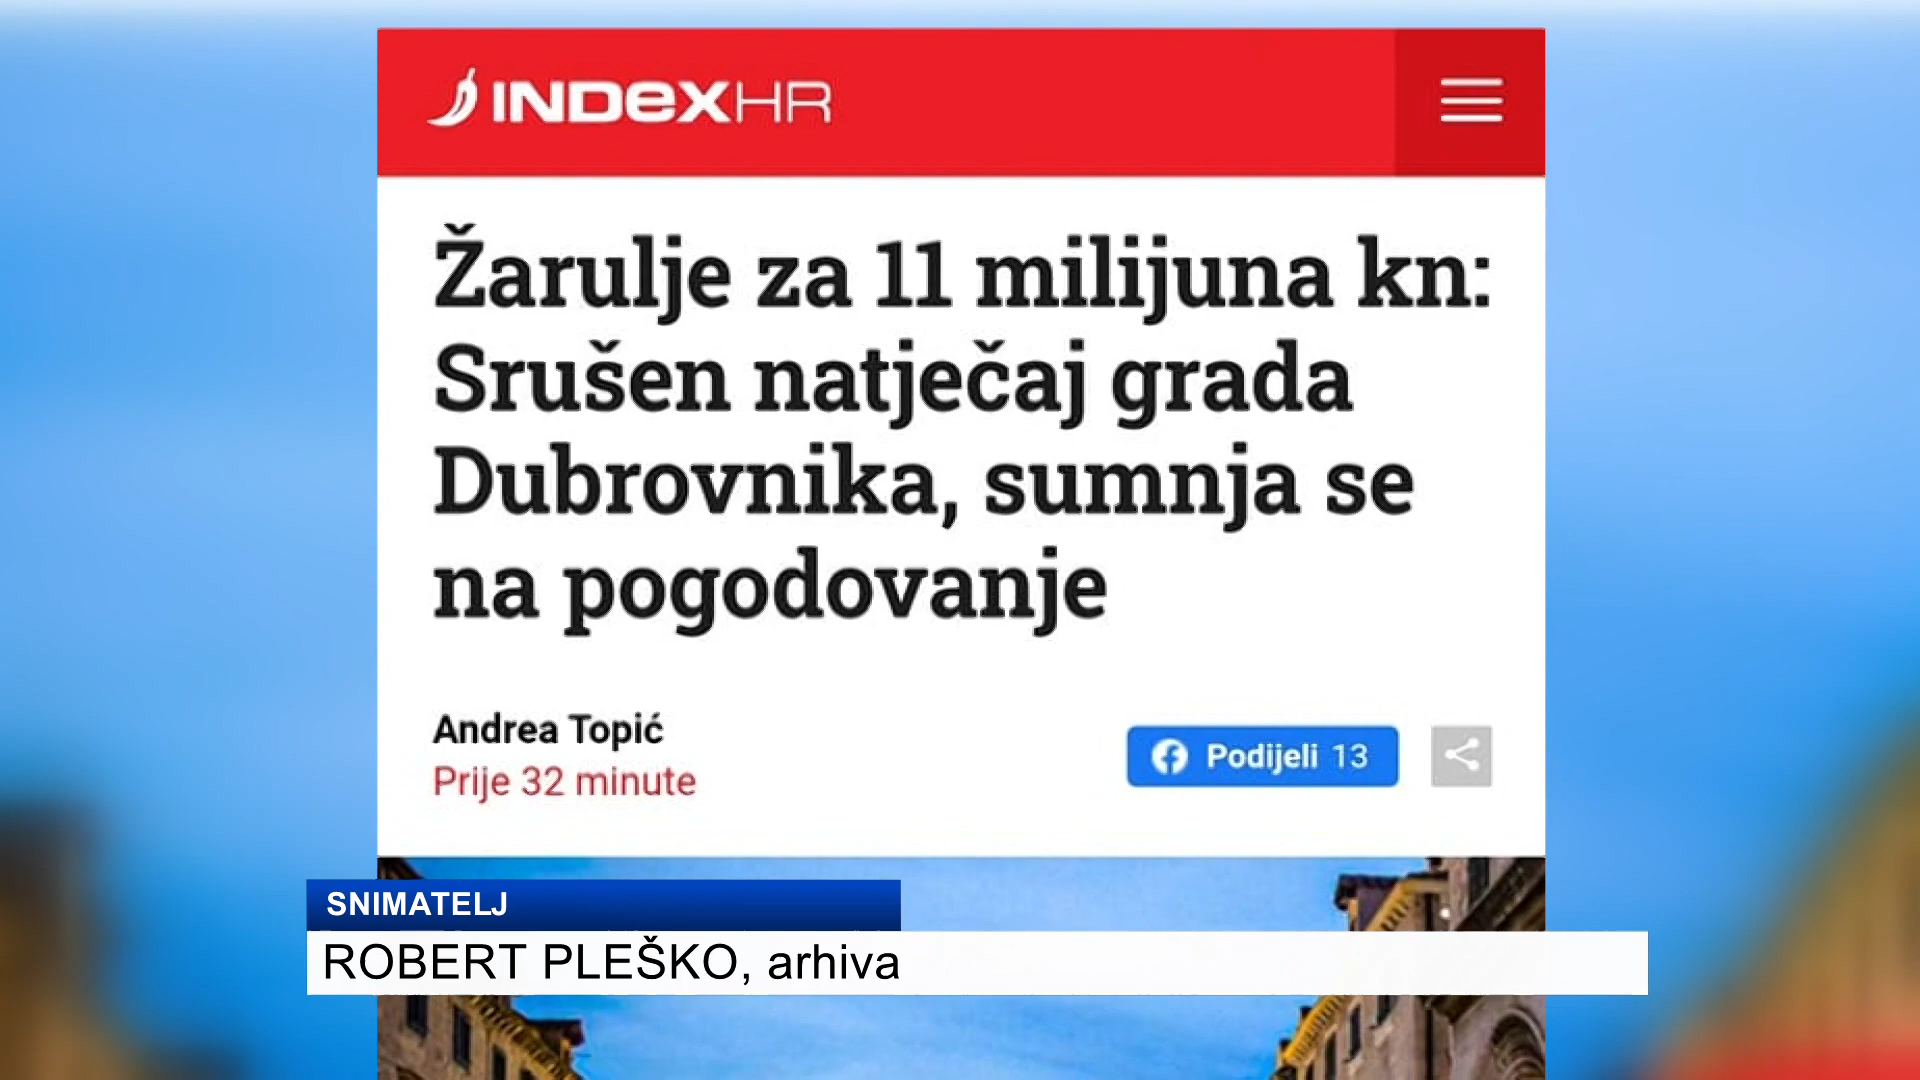 INDEXHR
Žarulje za 11 milijuna kn:
Srušen natječaj grada
Dubrovnika, sumnja se
na pogodovanje
Andrea Topić
Prije 32 minute
Podijeli 13
SNIMATELJ
ROBERT PLEŠKO, arhiva